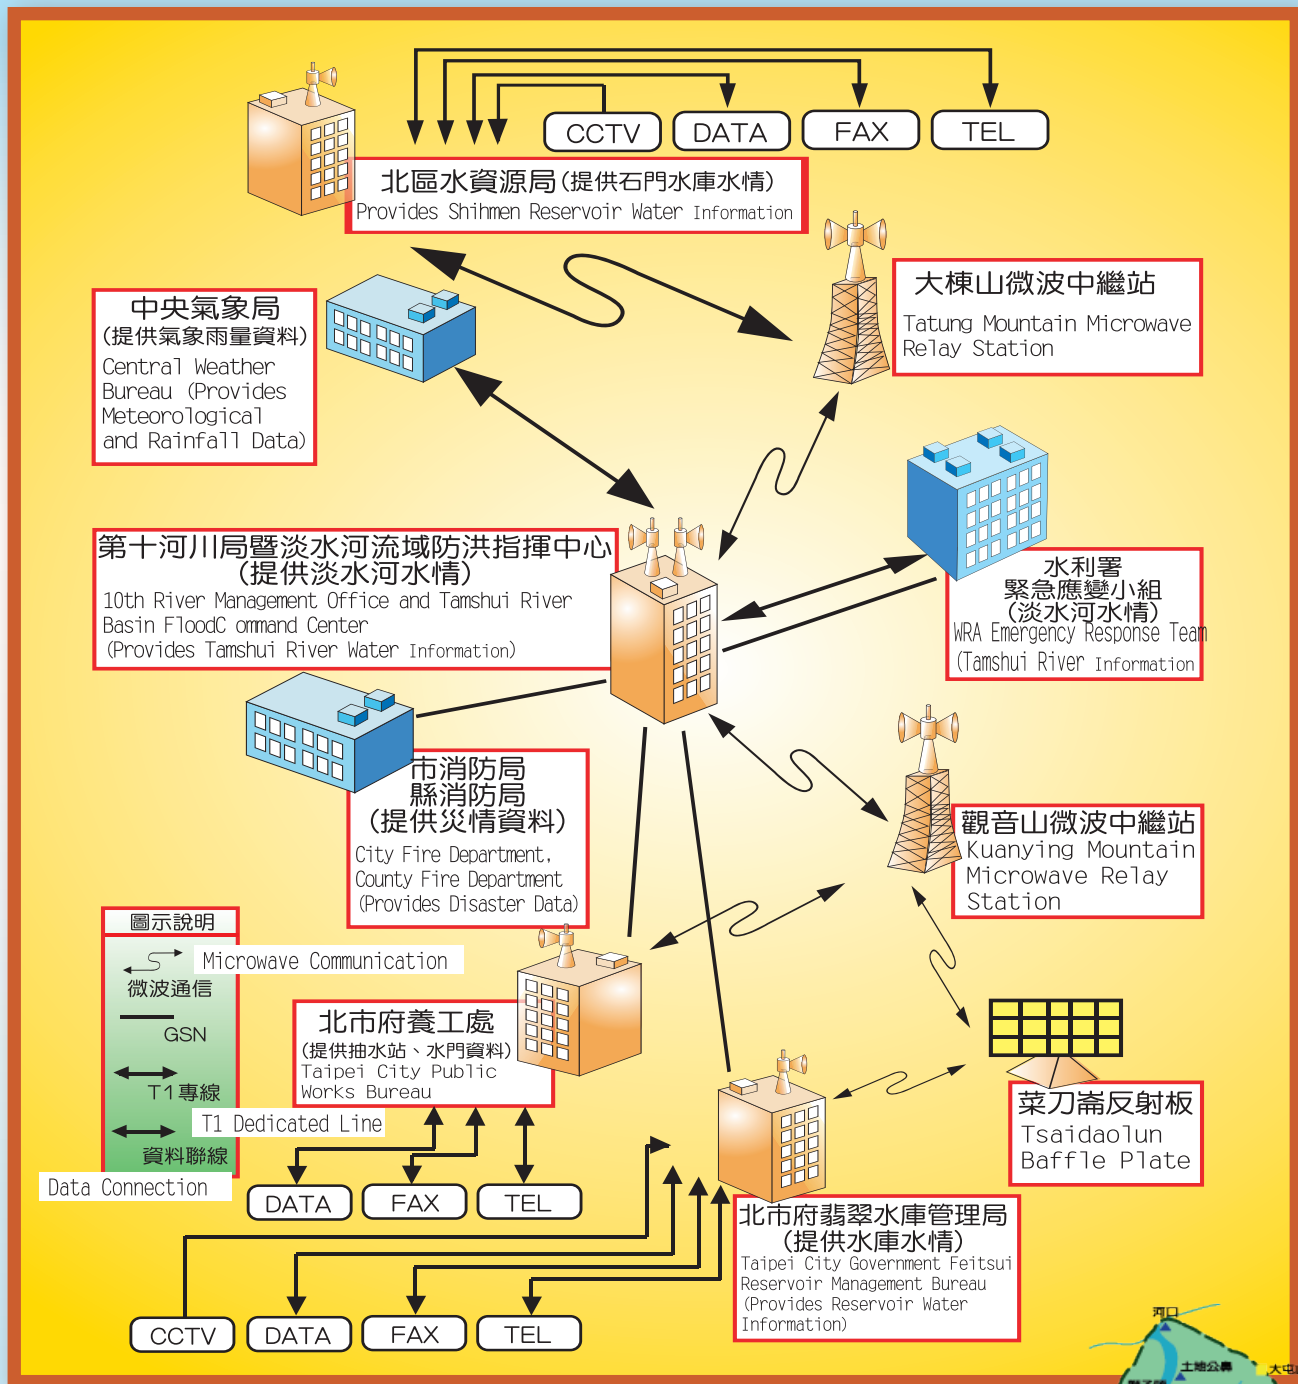 CCTV
DATA
FAX
TEL
北區水資源局(提供石門水庫水情)
Provides Shihmen Reservoir Water Information
大棟山微波中繼站
Tatung Mountain Microwave
Relay Station
中央氣象局
(提供氣象雨量資料)
Central Weather
Bureau (Provides
Meteorological
and Rainfall Data)
第十河川局暨淡水河流域防洪指揮中心
(提供淡水河水情)
10th River Management Office and Tamshui River
Basin FloodC ommand Center
(Provides Tamshui River Water Information)
水利署
緊急應變小組
(淡水河水情)
WRA Emergency Response Team
(Tamshui River Information
市消防局
縣消防局
(提供災情資料)
City Fire Department,
County Fire Department
(Provides Disaster Data)
觀音山微波中繼站
Kuanying Mountain
Microwave Relay
Station
圖示說明
Microwave Communication
微波通信
GSN
T1專線
T1 Dedicated Line
資料聯線
Data Connection
北市府養工處
(提供抽水站、水門資料)
Taipei City Public
Works Bureau
菜刀崙反射板
Tsaidaolun
Baffle Plate
DATA
FAX
TEL
北市府翡翠水庫管理局
(提供水庫水情)
Taipei City Government Feitsui
Reservoir Management Bureau
(Provides Reservoir Water
Information)
CCTV
DATA
FAX
TEL
河口
土地公鼻